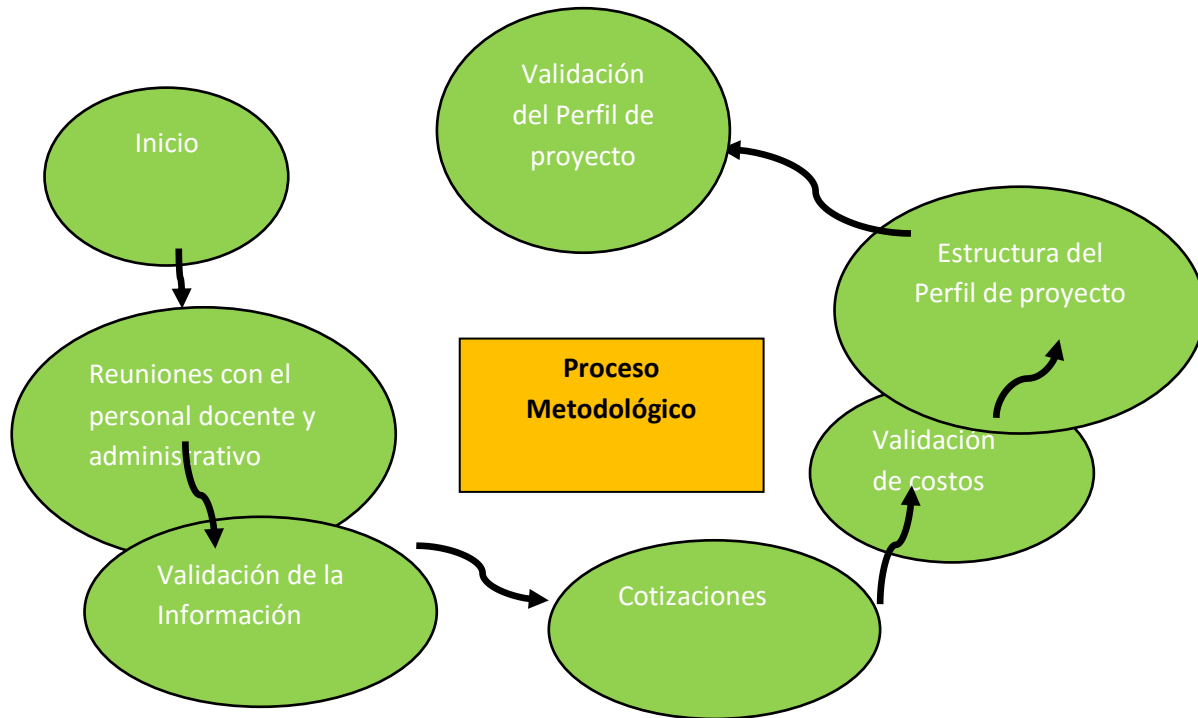 Inicio
Reuniones con el
personal docente y
administrativo
Validación de la
Información
Cotizaciones
Validación
de costos
Estructura del
Perfil de proyecto
Validación
del Perfil de
proyecto
Proceso
Metodológico